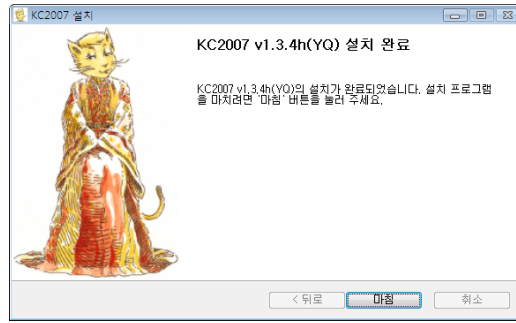 KC2007 설치
KC2007 v1.3.4h(YQ) 설치 완료
KC2007 v1.3.4h(YQ)의 설치가 완료되었습니다. 설치 프로그램
을 마치려면 '마침' 버튼을 눌러 주세요.
< 뒤로 마침 취소